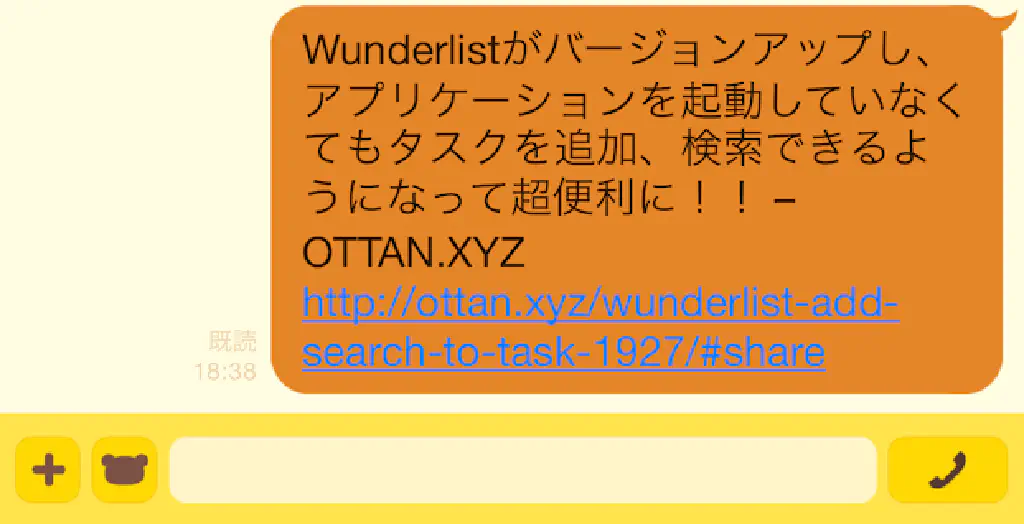 Wunderlistがバージョンアップし、
アプリケーションを起動していなく
てもタスクを追加、検索できるよ
うになって超便利に！！ –
OTTAN.XYZ
http://ottan.xyz/wunderlist-add-
search-to-task-1927/#share
既読
18:38